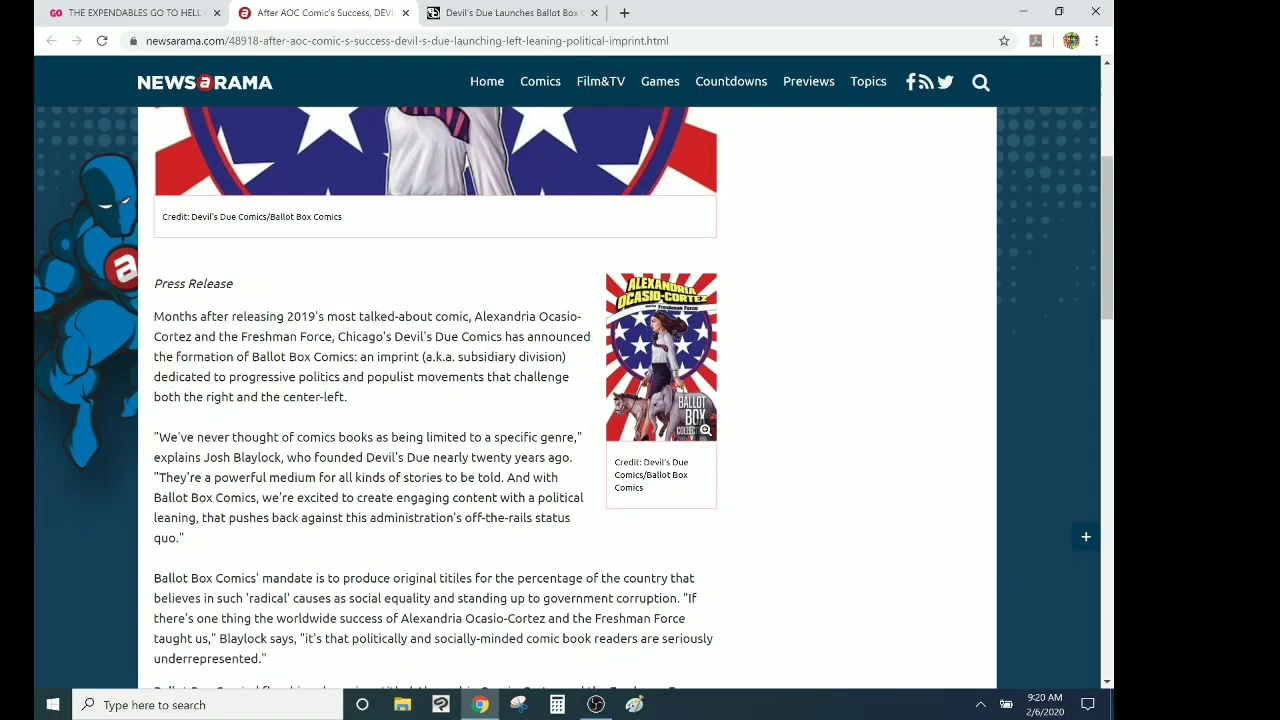 THE EXPENDABLES GO TO HELL
After AOC Comic's Success, DEVI
Devil's Due Launches Ballot Box
newsarama.com/48918-after-aoc-comic-s-success-devil-s-due-launching-left-leaning-political-imprint.html
NEWSaRAMA
Home Comics Film&TV Games Countdowns Previews Topics
Credit: Devil's Due Comics/Ballot Box Comics
Press Release
Months after releasing 2019's most talked-about comic, Alexandria Ocasio-
Cortez and the Freshman Force, Chicago's Devil's Due Comics has announced
the formation of Ballot Box Comics: an imprint (a.k.a. subsidiary division)
dedicated to progressive politics and populist movements that challenge
both the right and the center-left.
"We've never thought of comics books as being limited to a specific genre,"
explains Josh Blaylock, who founded Devil's Due nearly twenty years ago.
"They're a powerful medium for all kinds of stories to be told. And with
Ballot Box Comics, we're excited to create engaging content with a political
leaning, that pushes back against this administration's off-the-rails status
quo."
ALEXANDRIA
OCASIO-CORTEZ
Freshman Force
BALLOT
BOX
COLLECT
Credit: Devil's Due
Comics/Ballot Box
Comics
Ballot Box Comics' mandate is to produce original titiles for the percentage of the country that
believes in such 'radical' causes as social equality and standing up to government corruption. "If
there's one thing the worldwide success of Alexandria Ocasio-Cortez and the Freshman Force
taught us," Blaylock says, "it's that politically and socially-minded comic book readers are seriously
underrepresented."
Type here to search
9:20 AM
2/6/2020